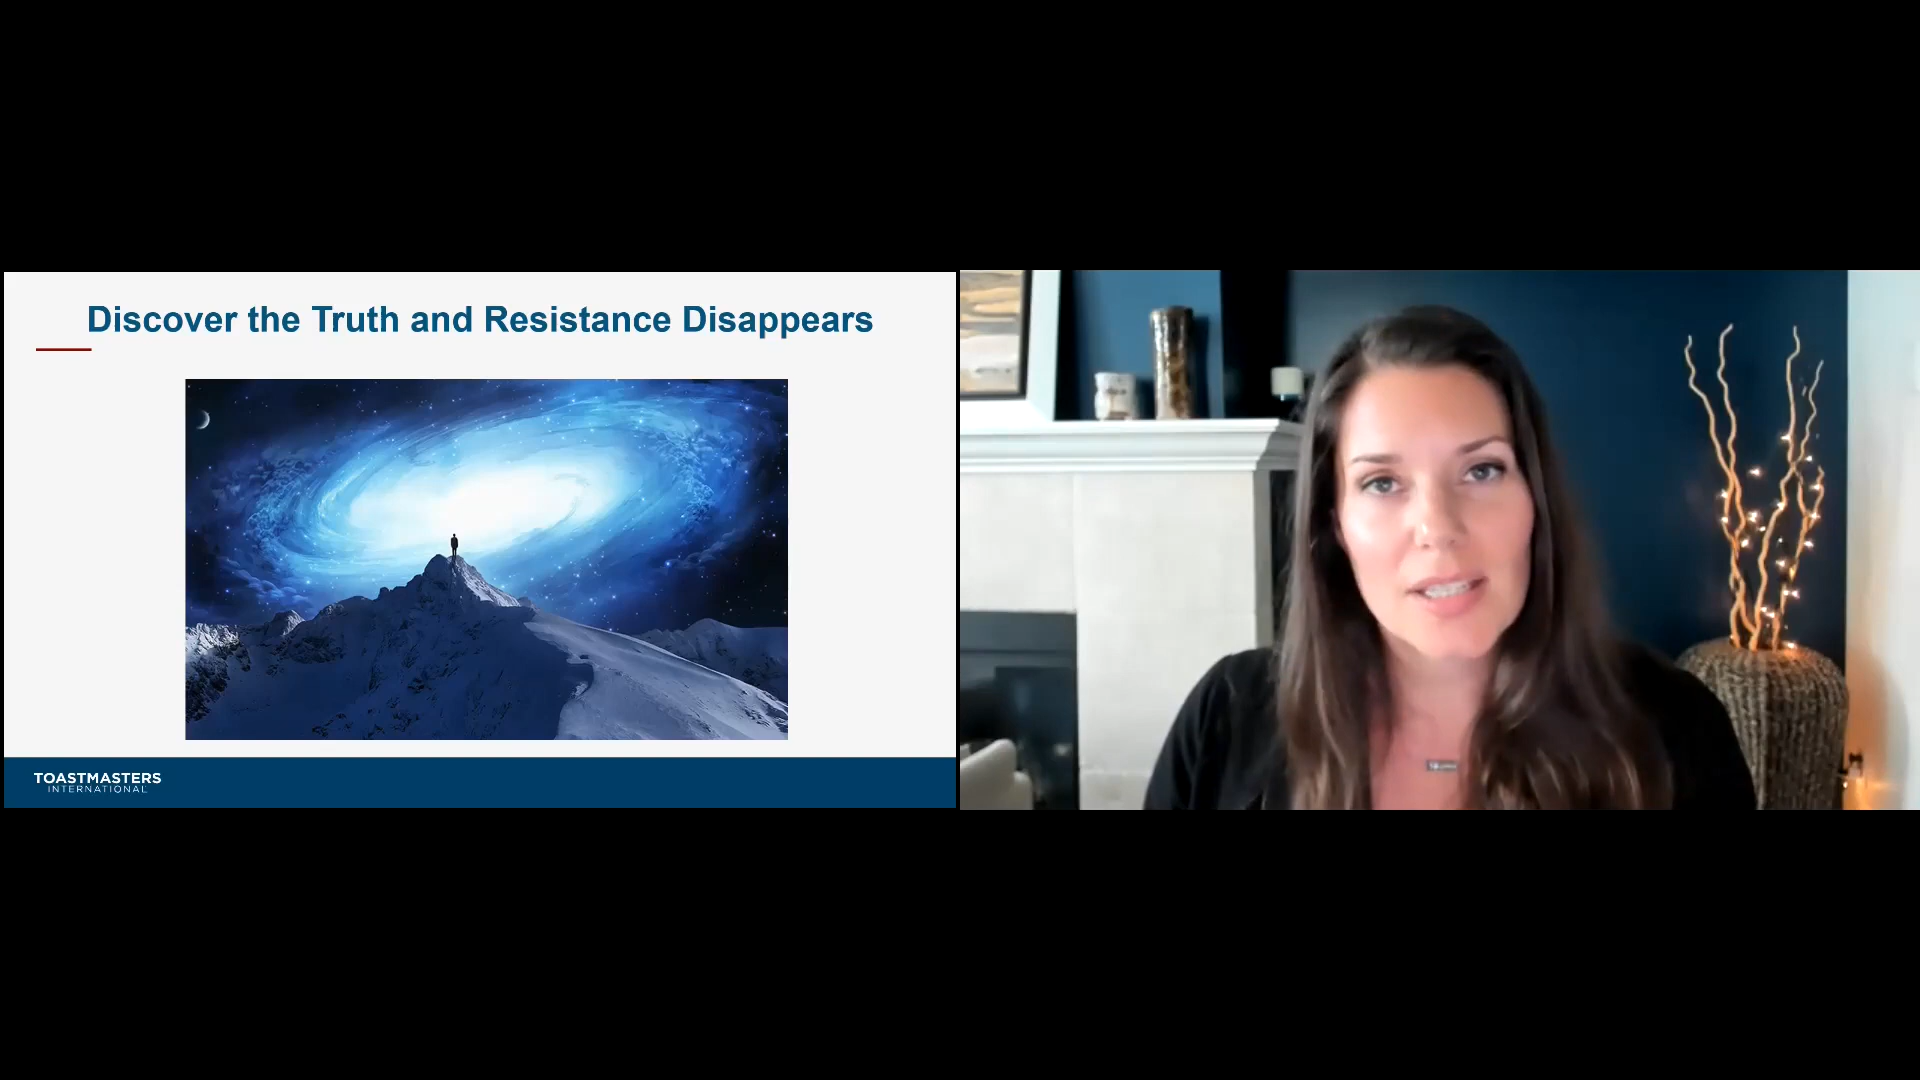 Discover the Truth and Resistance Disappears
TOASTMASTERS
INTERNATIONAL